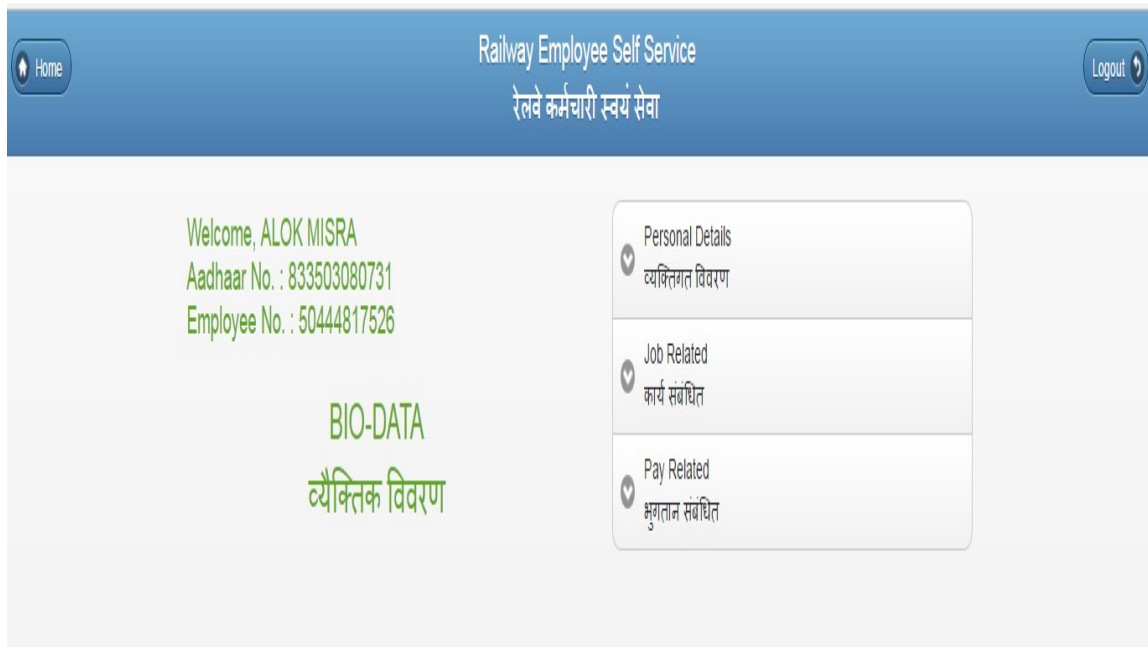 Home
Railway Employee Self Service
रेलवे कर्मचारी स्वयं सेवा
Logout
Welcome, ALOK MISRA
Aadhaar No. : 833503080731
Employee No. : 50444817526
BIO-DATA
व्यैक्तिक विवरण
Personal Details
व्यक्तिगत विवरण
Job Related
कार्य संबंधित
Pay Related
भुगतान संबंधित